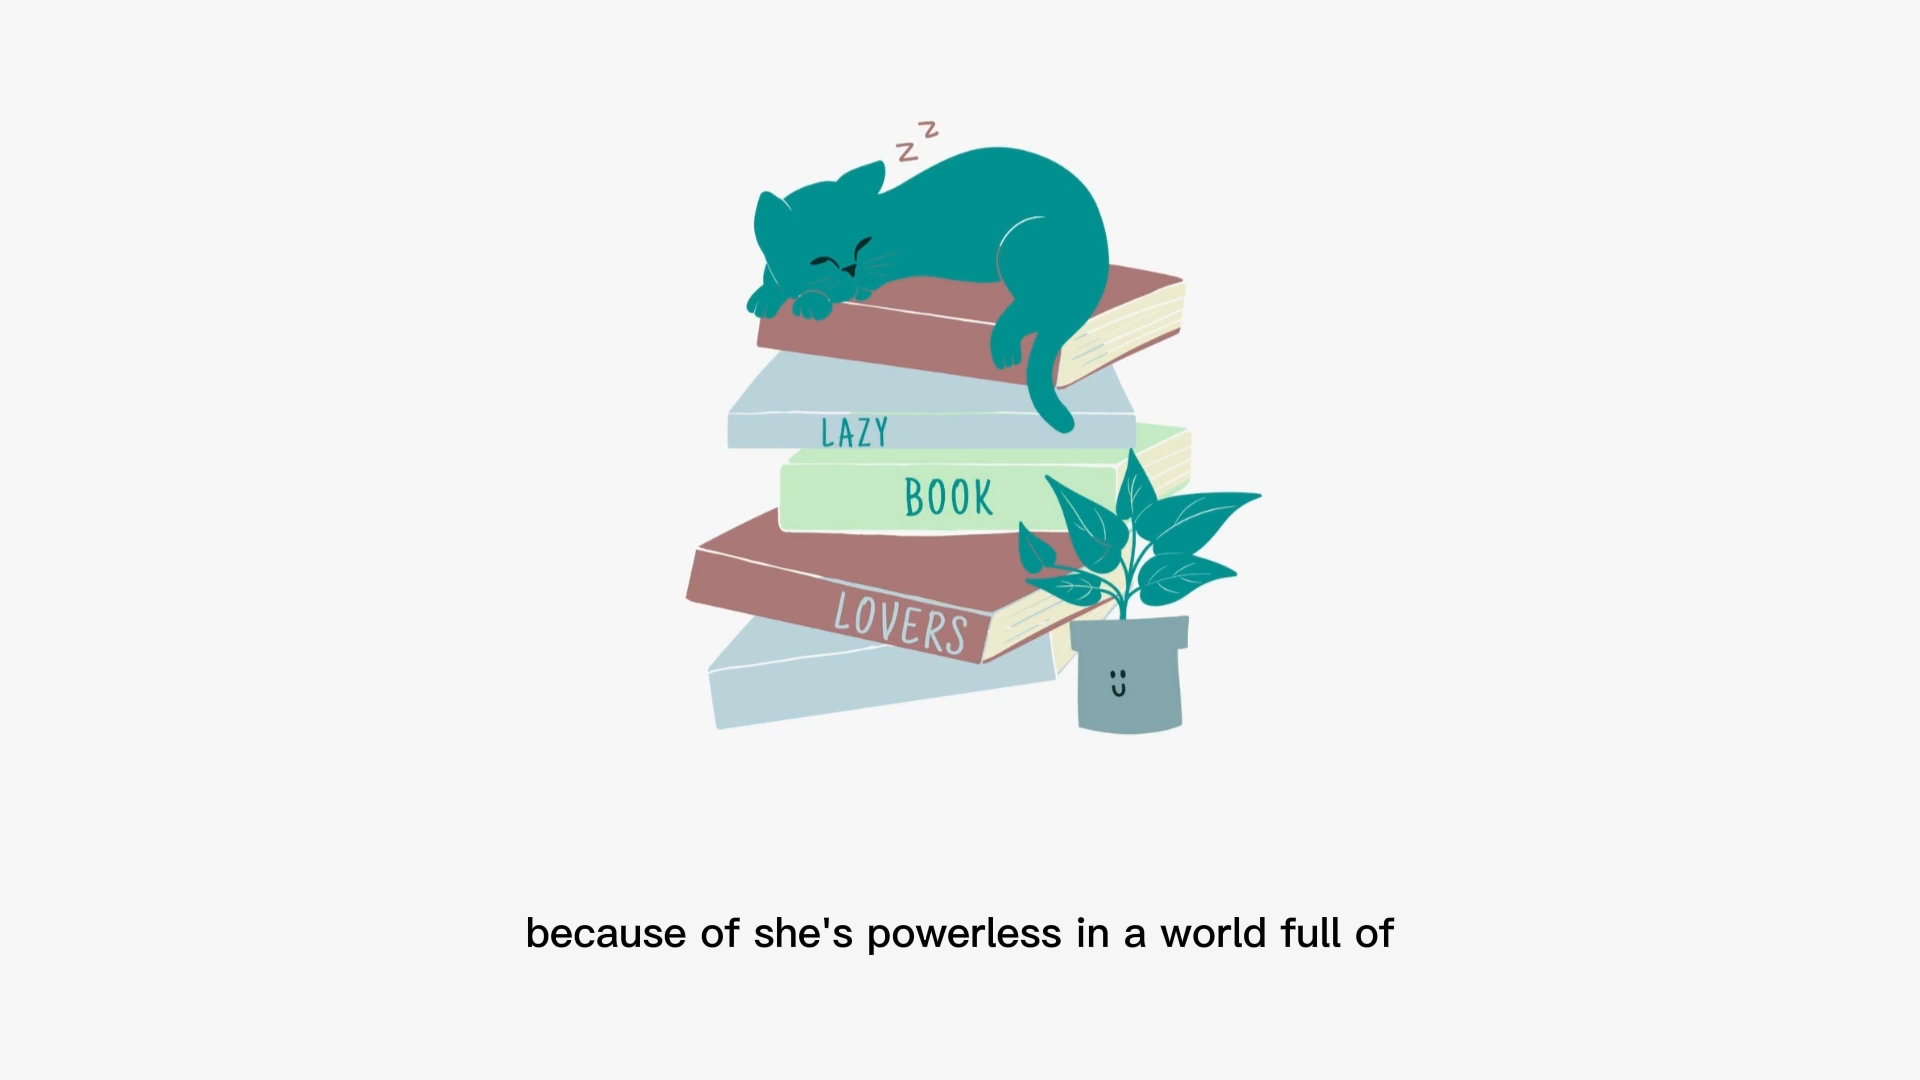 z
z
LAZY
BOOK
LOVERS
because of she's powerless in a world full of